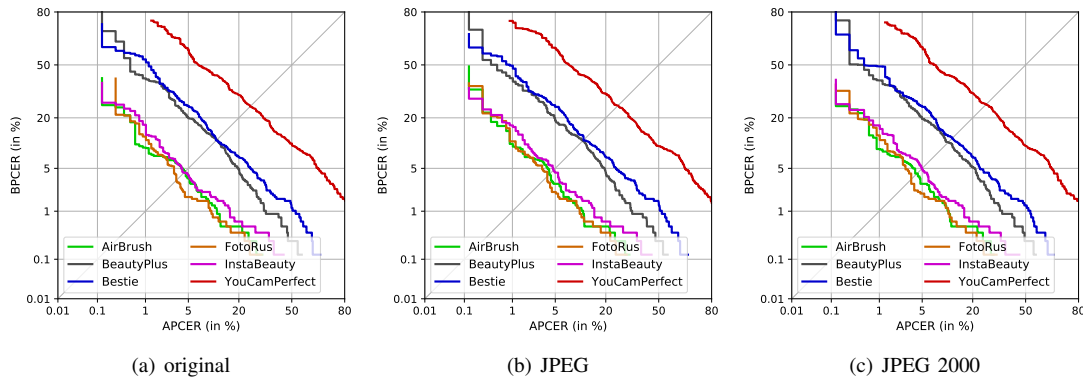 80
50
20
5
1
0.1
0.01
BPCER (in %)
AirBrush
BeautyPlus
Bestie
FotoRus
InstaBeauty
YouCamPerfect
0.01 0.1 1 5 20 50 80
APCER (in %)
(a) original
80
50
20
5
1
0.1
0.01
BPCER (in %)
AirBrush
BeautyPlus
Bestie
FotoRus
InstaBeauty
YouCamPerfect
0.01 0.1 1 5 20 50 80
APCER (in %)
(b) JPEG
80
50
20
5
1
0.1
0.01
BPCER (in %)
AirBrush
BeautyPlus
Bestie
FotoRus
InstaBeauty
YouCamPerfect
0.01 0.1 1 5 20 50 80
APCER (in %)
(c) JPEG 2000